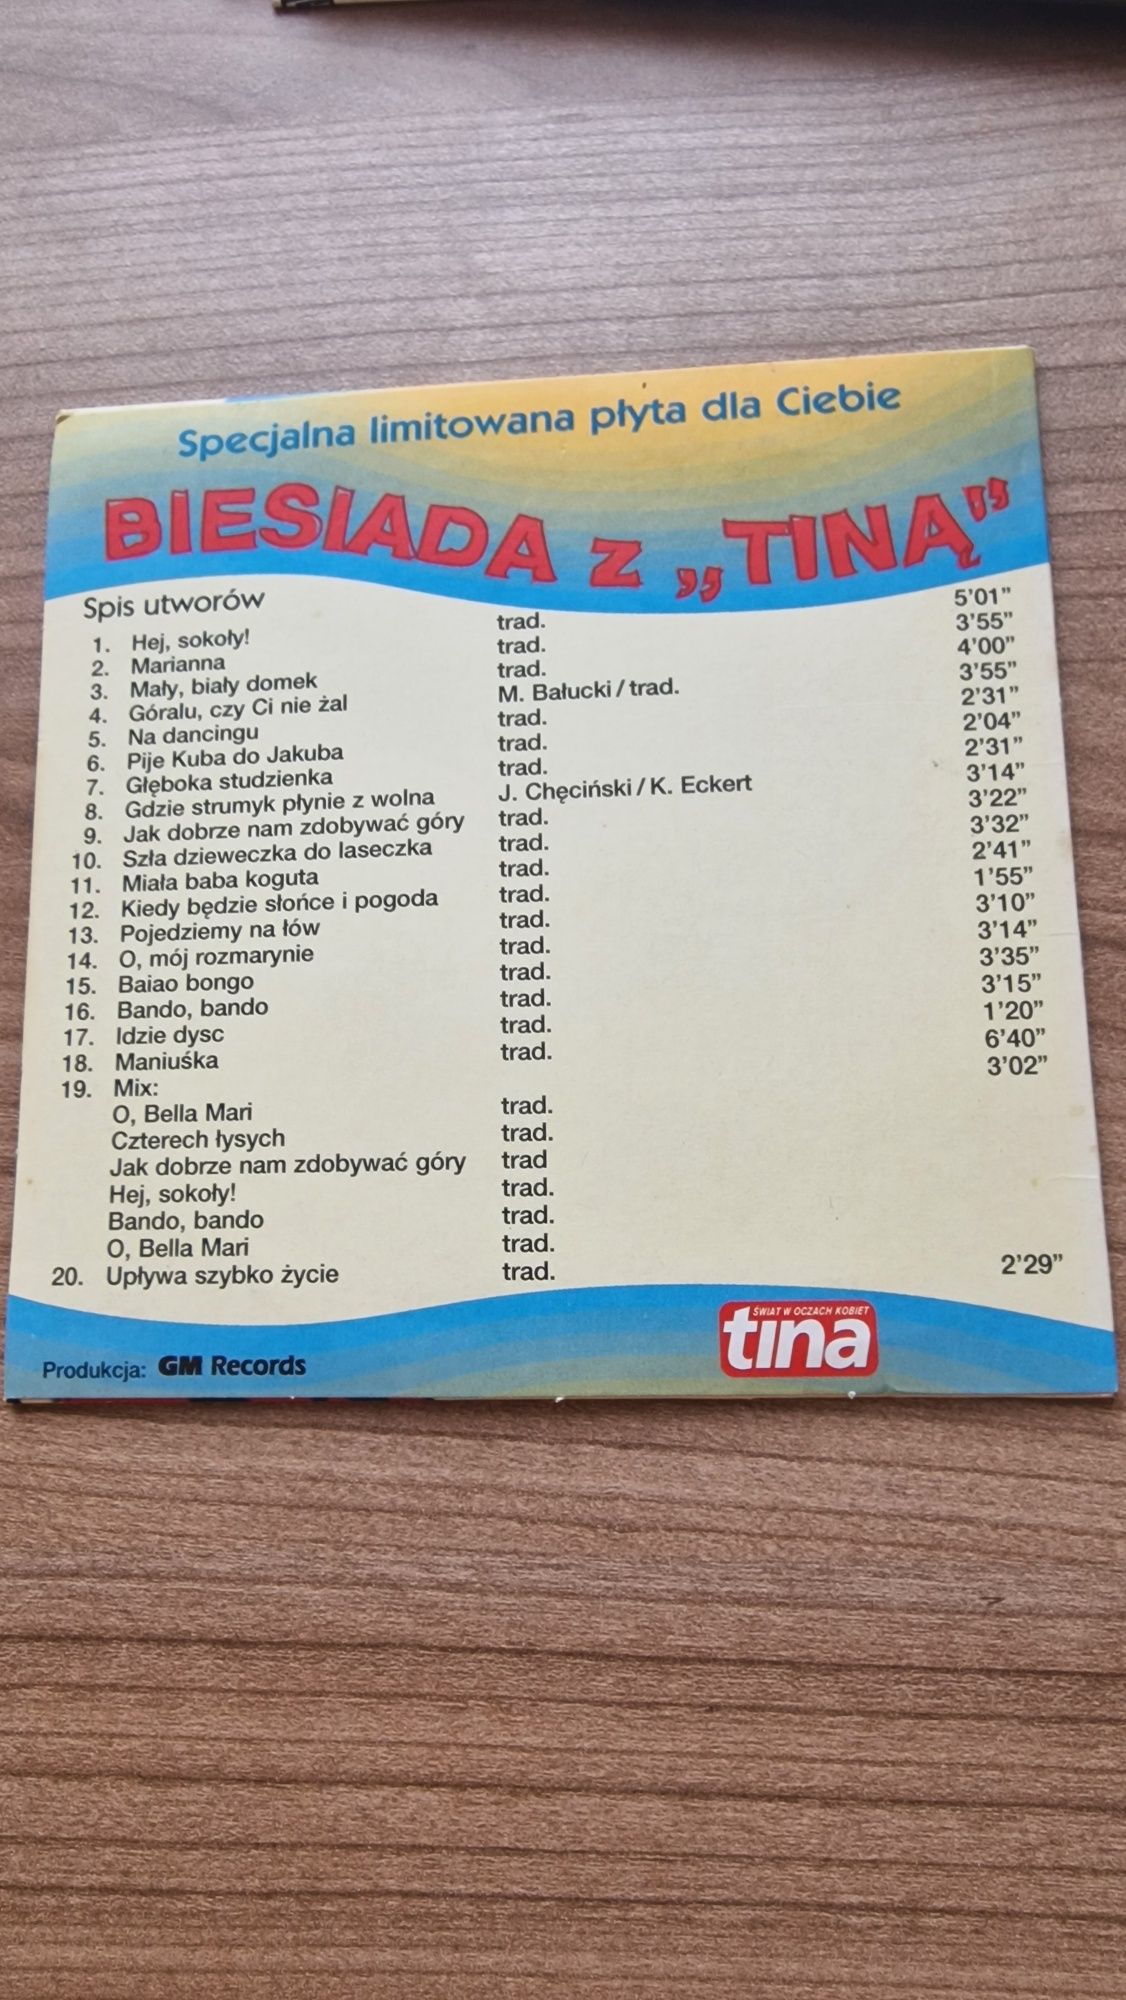 Specjalna limitowana płyta dla Ciebie
BIESIADA z „TINĄ”
Spis utworów
1. Hej, sokoły! trad. 5’01”
2. Marianna trad. 3’55”
3. Mały, biały domek trad. 4’00”
4. Góralu, czy Ci nie żal M. Bałucki / trad. 3’55”
5. Na dancingu trad. 2’31”
6. Pije Kuba do Jakuba trad. 2’04”
7. Głęboka studzienka trad. 2’31”
8. Gdzie strumyk płynie z wolna J. Chęciński / K. Eckert 3’14”
9. Jak dobrze nam zdobywać góry trad. 3’22”
10. Szła dzieweczka do laseczka trad. 3’32”
11. Miała baba koguta trad. 2’41”
12. Kiedy będzie słońce i pogoda trad. 1’55”
13. Pojedziemy na łów trad. 3’10”
14. O, mój rozmarynie trad. 3’14”
15. Baiao bongo trad. 3’35”
16. Bando, bando trad. 3’15”
17. Idzie dysc trad. 1’20”
18. Maniuśka trad. 6’40”
19. Mix: 3’02”
O, Bella Mari trad.
Czterech łysych trad.
Jak dobrze nam zdobywać góry trad
Hej, sokoły! trad.
Bando, bando trad.
O, Bella Mari trad.
20. Upływa szybko życie trad. 2’29”
ŚWIAT W OCZACH KOBIET
tina
Produkcja: GM Records